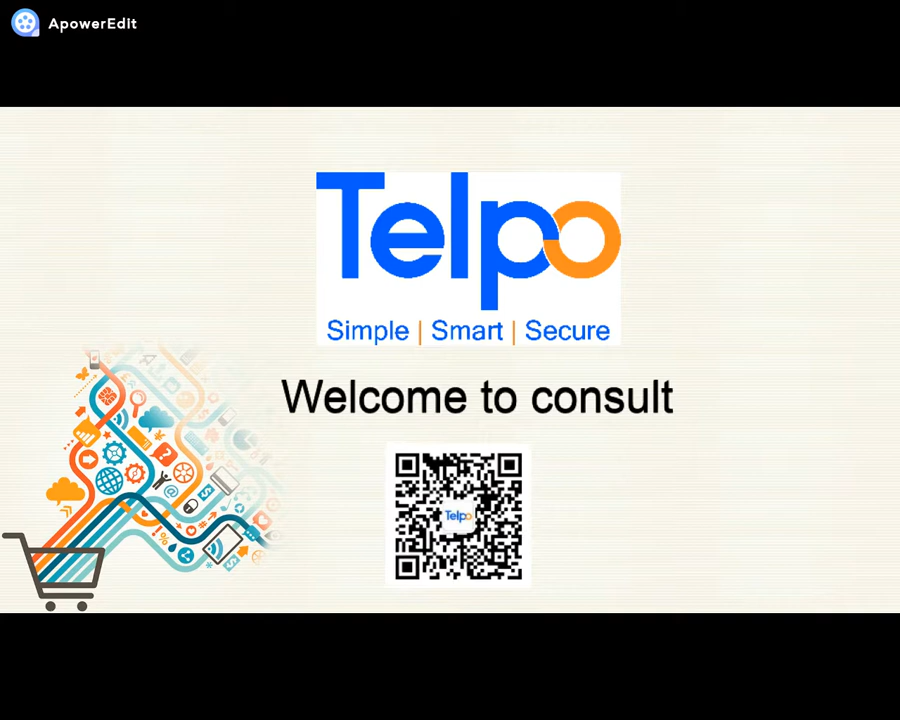 ApowerEdit
Telpo
Simple | Smart | Secure
Welcome to consult
Telpo